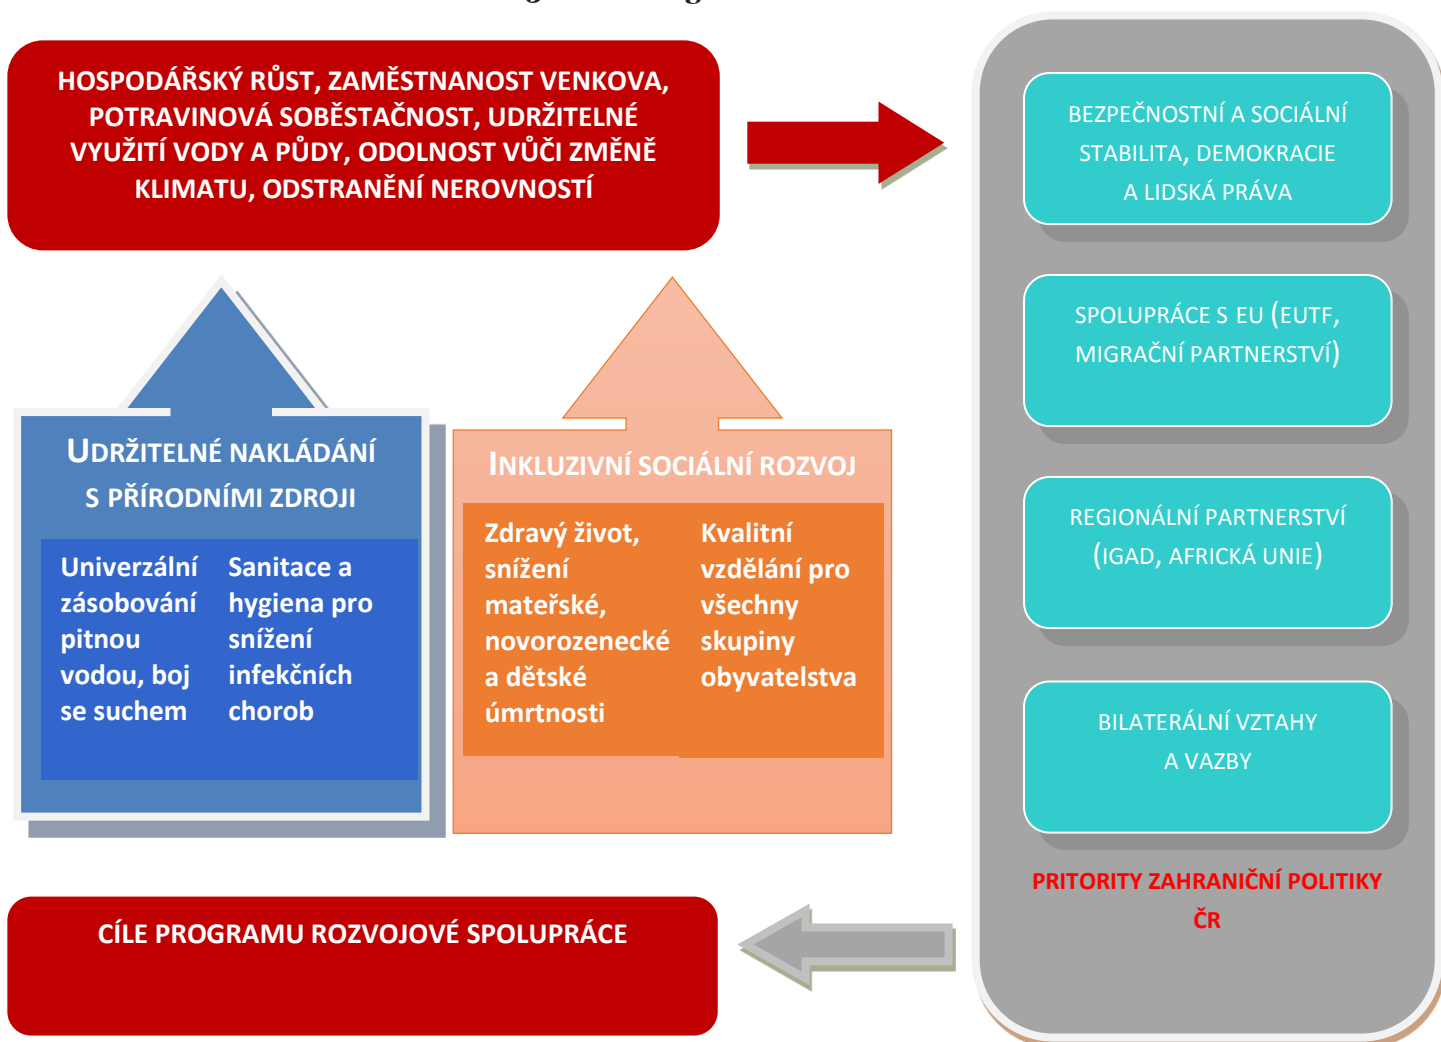 HOSPODÁŘSKÝ RŮST, ZAMĚSTNANOST VENKOVA,
POTRAVINOVÁ SOBĚSTAČNOST, UDRŽITELNÉ
VYUŽITÍ VODY A PŮDY, ODOLNOST VŮČI ZMĚNĚ
KLIMATU, ODSTRANĚNÍ NEROVNOSTÍ
UDRŽITELNÉ NAKLÁDÁNÍ
S PŘÍRODNÍMI ZDROJI
Univerzální
zásobování
pitnou
vodou, boj
se suchem
Sanitace a
hygiena pro
snížení
infekčních
chorob
INKLUZIVNÍ SOCIÁLNÍ ROZVOJ
Zdravý život,
snížení
mateřské,
novorozenecké
a dětské
úmrtnosti
Kvalitní
vzdělání pro
všechny
skupiny
obyvatelstva
CÍLE PROGRAMU ROZVOJOVÉ SPOLUPRÁCE
BEZPEČNOSTNÍ A SOCIÁLNÍ
STABILITA, DEMOKRACIE
A LIDSKÁ PRÁVA
SPOLUPRÁCE S EU (EUTF,
MIGRAČNÍ PARTNERSTVÍ)
REGIONÁLNÍ PARTNERSTVÍ
(IGAD, AFRICKÁ UNIE)
BILATERÁLNÍ VZTAHY
A VAZBY
PRITORITY ZAHRANIČNÍ POLITIKY
ČR